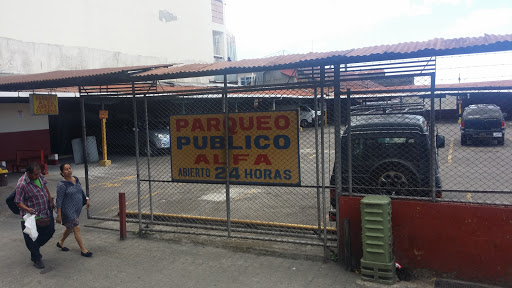 PARQUEO
PUBLICO
ALFA
ABIERTO 24 HORAS